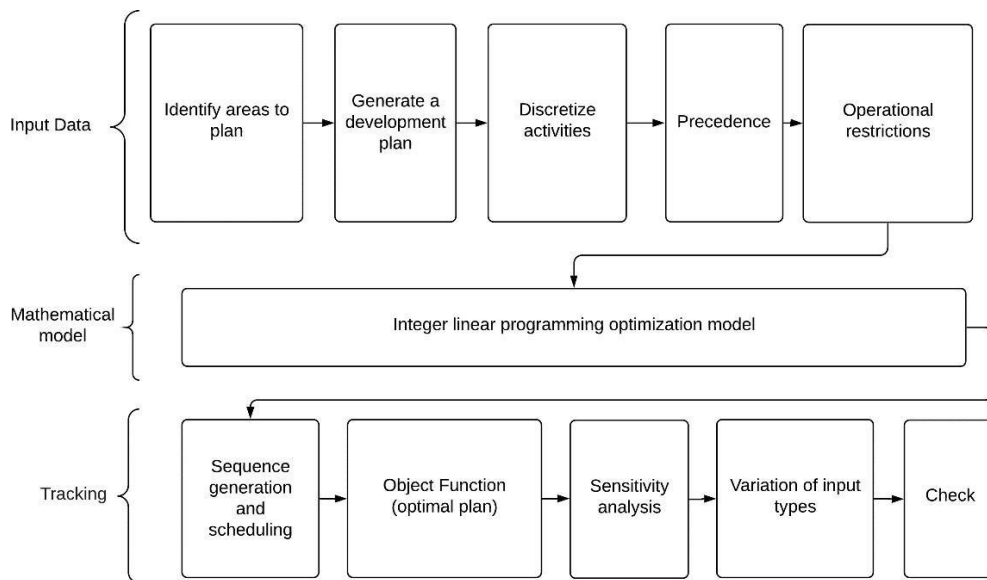 Input Data
Identify areas to
plan
Generate a
development
plan
Discretize
activities
Precedence
Operational
restrictions
Mathematical
model
Integer linear programming optimization model
Tracking
Sequence
generation
and
scheduling
Object Function
(optimal plan)
Sensitivity
analysis
Variation of input
types
Check